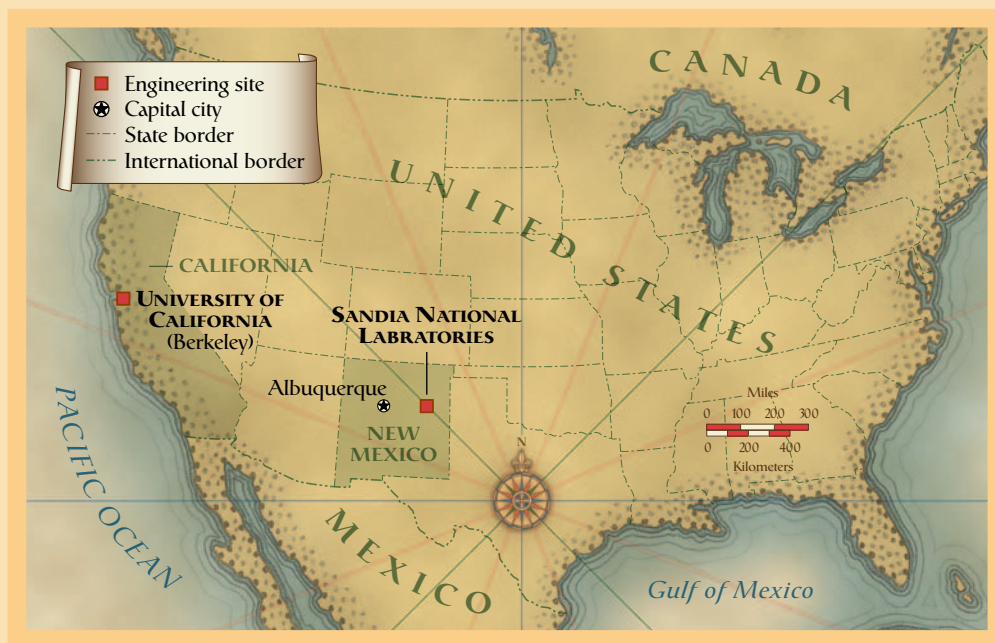 Engineering site
Capital city
State border
International border
CANADA
UNITED STATES
CALIFORNIA
UNIVERSITY OF
CALIFORNIA
(Berkeley)
SANDIA NATIONAL
LABRATORIES
Albuquerque
NEW
MEXICO
Miles
0 100 200 300
0 200 400
Kilometers
N
PACIFIC OCEAN
MEXICO
Gulf of Mexico